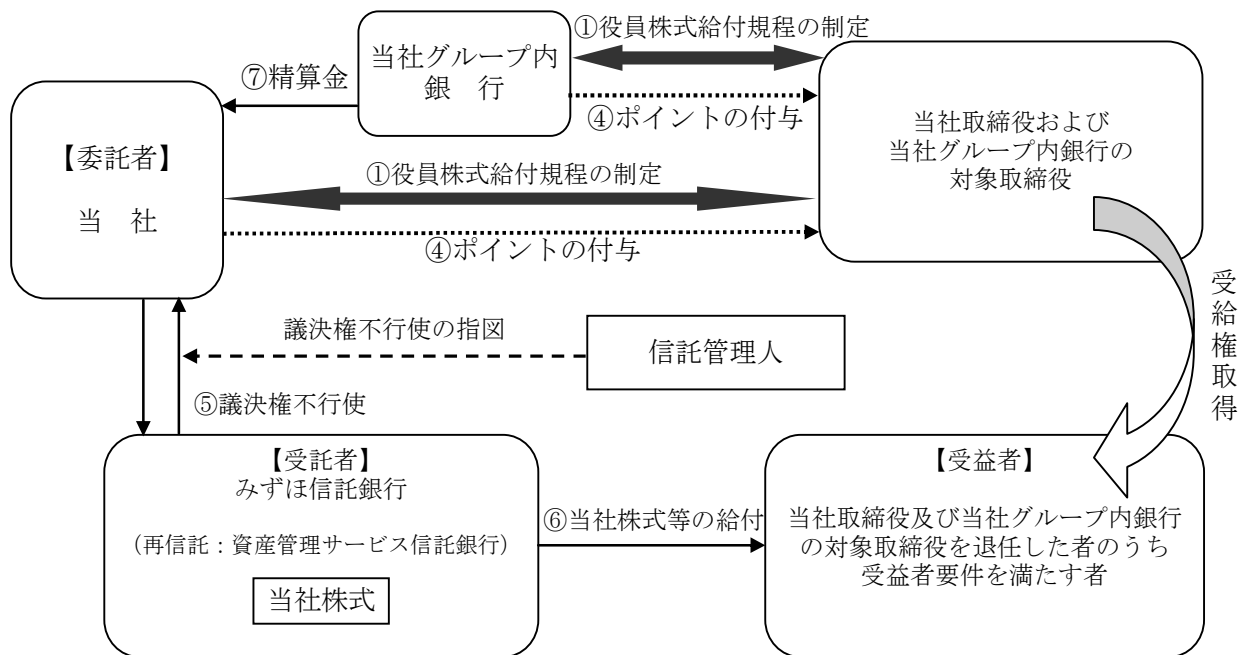 ①役員株式給付規程の制定
当社グループ内
銀　行
⑦精算金
④ポイントの付与
当社取締役および
当社グループ内銀行の
対象取締役
【委託者】
当　社
①役員株式給付規程の制定
④ポイントの付与
受給権取得
議決権不行使の指図
信託管理人
⑤議決権不行使
【受託者】
みずほ信託銀行
（再信託：資産管理サービス信託銀行）
当社株式
⑥当社株式等の給付
【受益者】
当社取締役及び当社グループ内銀行
の対象取締役を退任した者のうち
受益者要件を満たす者